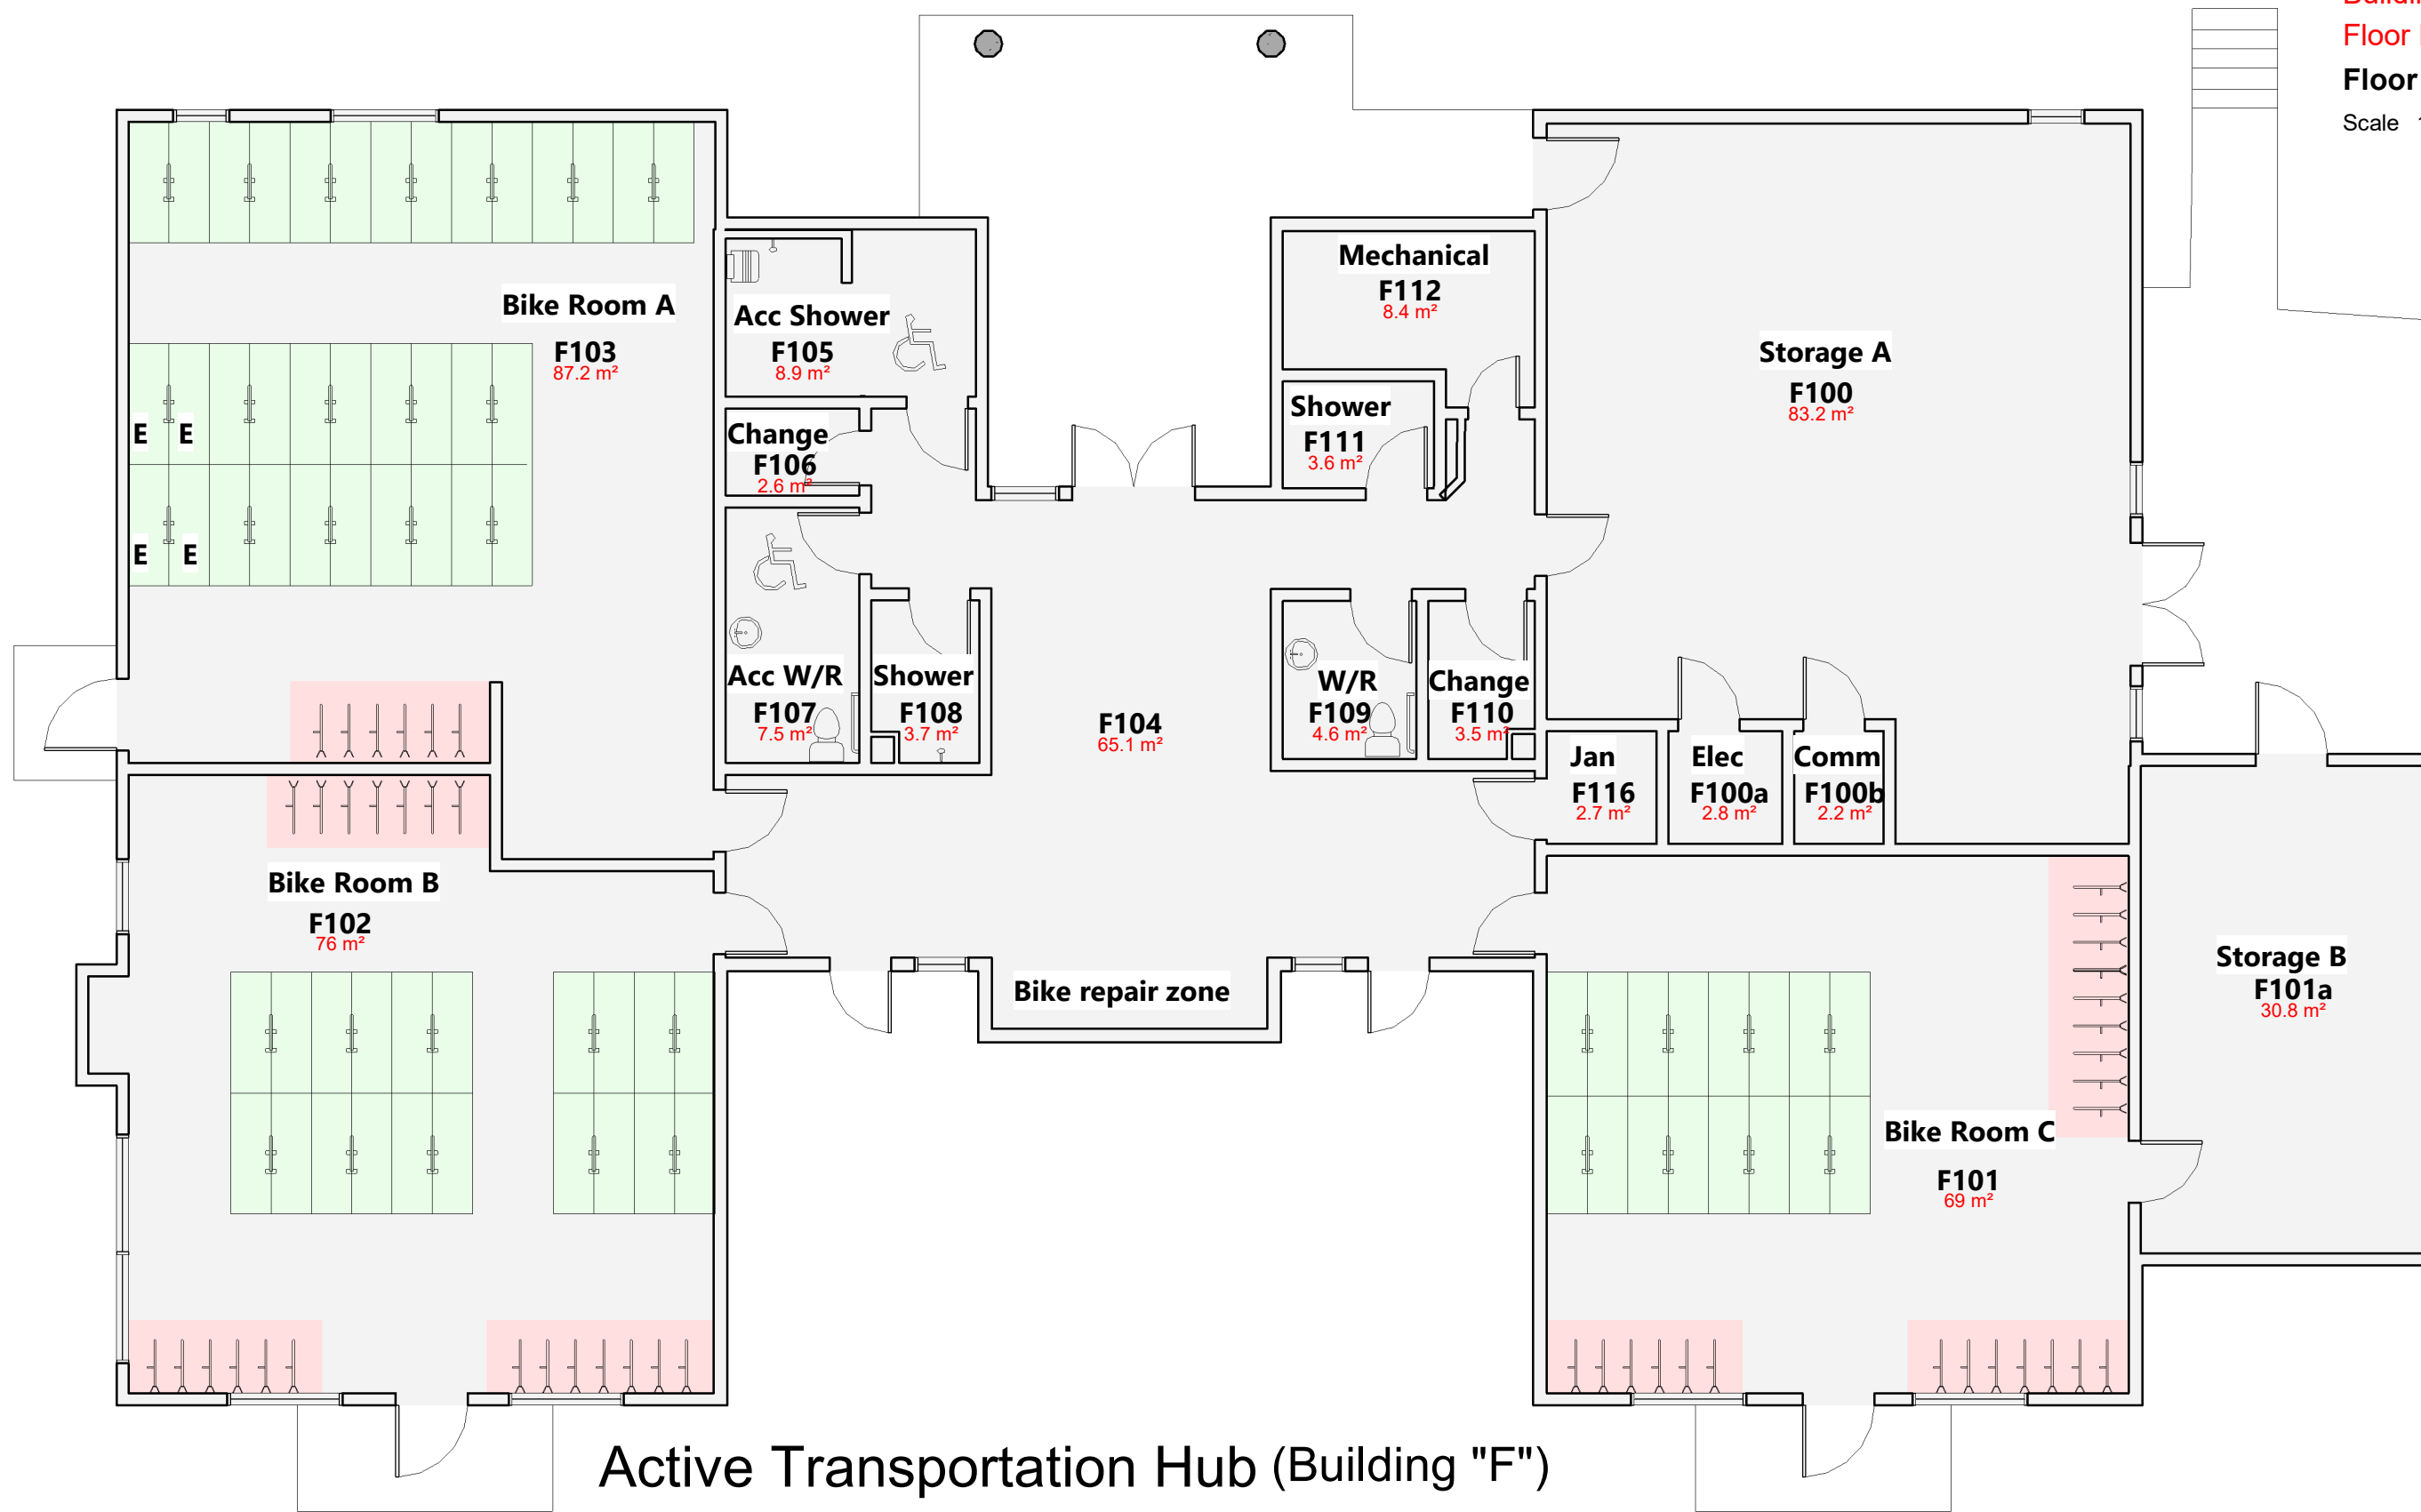 Floor
Floor
Scale
Bike Room A
F103
87.2 m²
E E
E E
Acc Shower
F105
8.9 m²
Change
F106
2.6 m²
Mechanical
F112
8.4 m²
Shower
F111
3.6 m²
Storage A
F100
83.2 m²
Acc W/R
F107
7.5 m²
Shower
F108
3.7 m²
F104
65.1 m²
W/R
F109
4.6 m²
Change
F110
3.5 m²
Jan
F116
2.7 m²
Elec
F100a
2.8 m²
Comm
F100b
2.2 m²
Bike Room B
F102
76 m²
Bike repair zone
Storage B
F101a
30.8 m²
Bike Room C
F101
69 m²
Active Transportation Hub (Building "F")